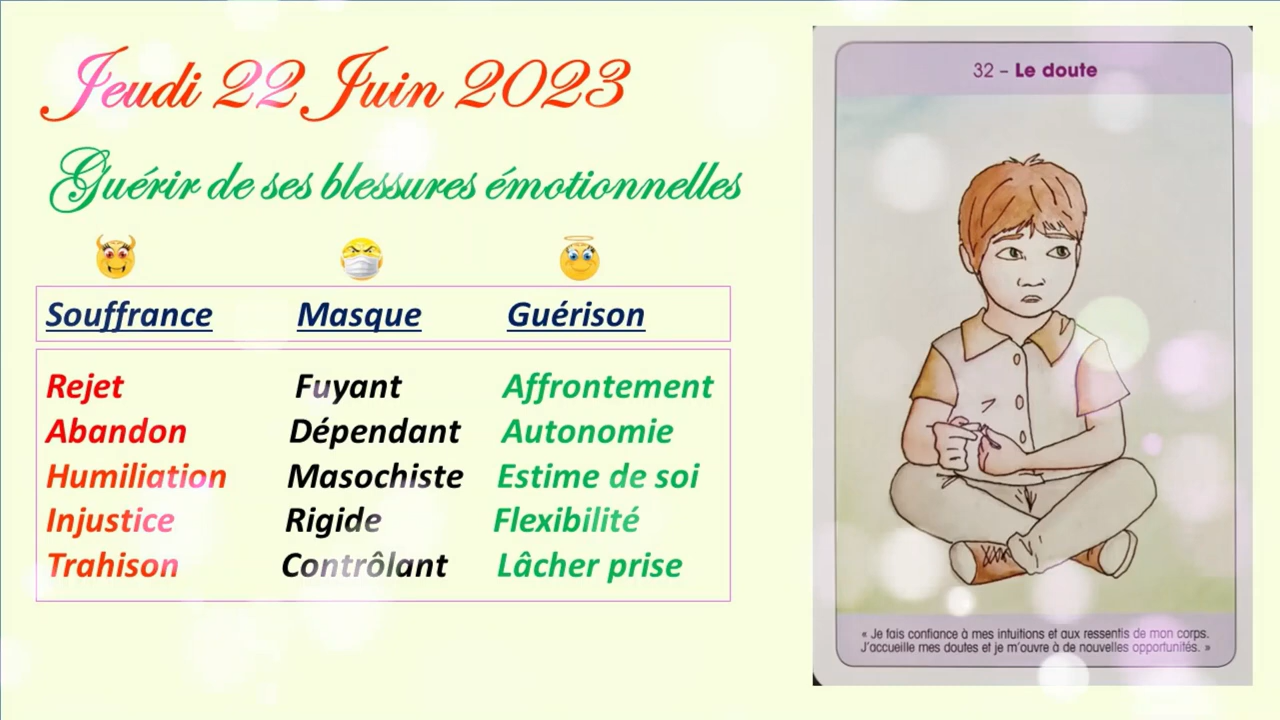 Jeudi 22 Juin 2023
Guérir de ses blessures émotionnelles
Souffrance Masque Guérison
Rejet Fuyant Affrontement
Abandon Dépendant Autonomie
Humiliation Masochiste Estime de soi
Injustice Rigide Flexibilité
Trahison Contrôlant Lâcher prise
32 – Le doute
« Je fais confiance à mes intuitions et aux ressentis de mon corps.
J'accueille mes doutes et je m'ouvre à de nouvelles opportunités. »